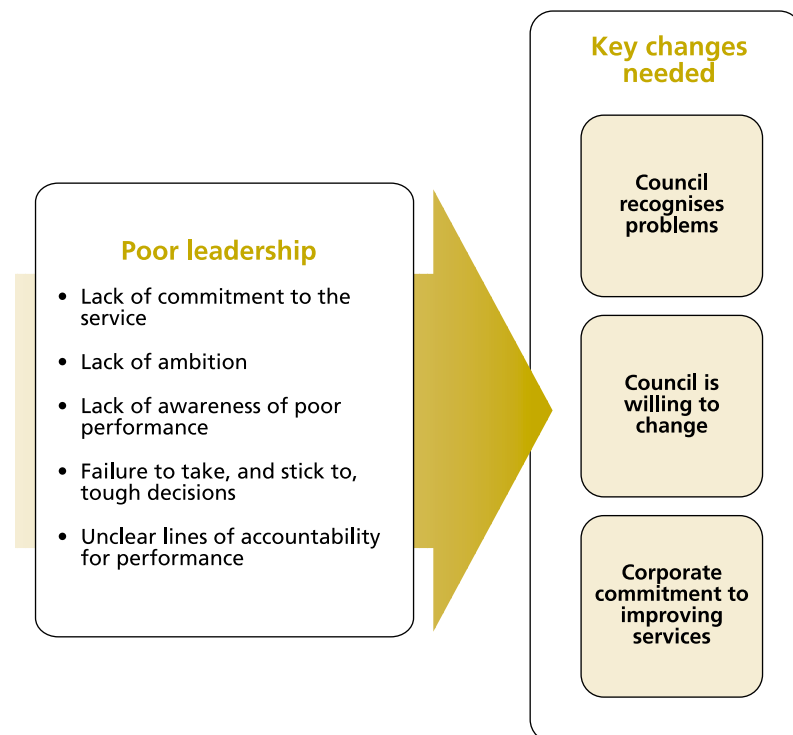 Poor leadership
• Lack of commitment to the
service
• Lack of ambition
• Lack of awareness of poor
performance
• Failure to take, and stick to,
tough decisions
• Unclear lines of accountability
for performance
Key changes
needed
Council
recognises
problems
Council is
willing to
change
Corporate
commitment to
improving
services